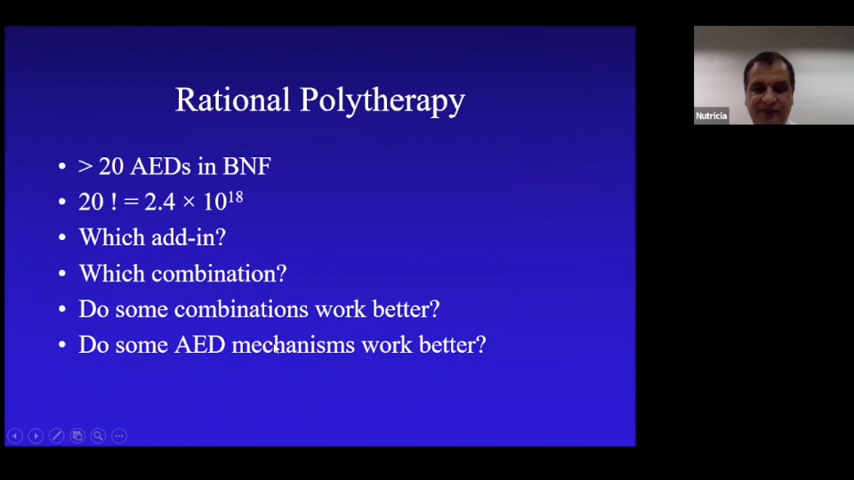 Rational Polytherapy
• > 20 AEDs in BNF
• 20 ! = 2.4 × 10¹⁸
• Which add-in?
• Which combination?
• Do some combinations work better?
• Do some AED mechanisms work better?
Nutricia